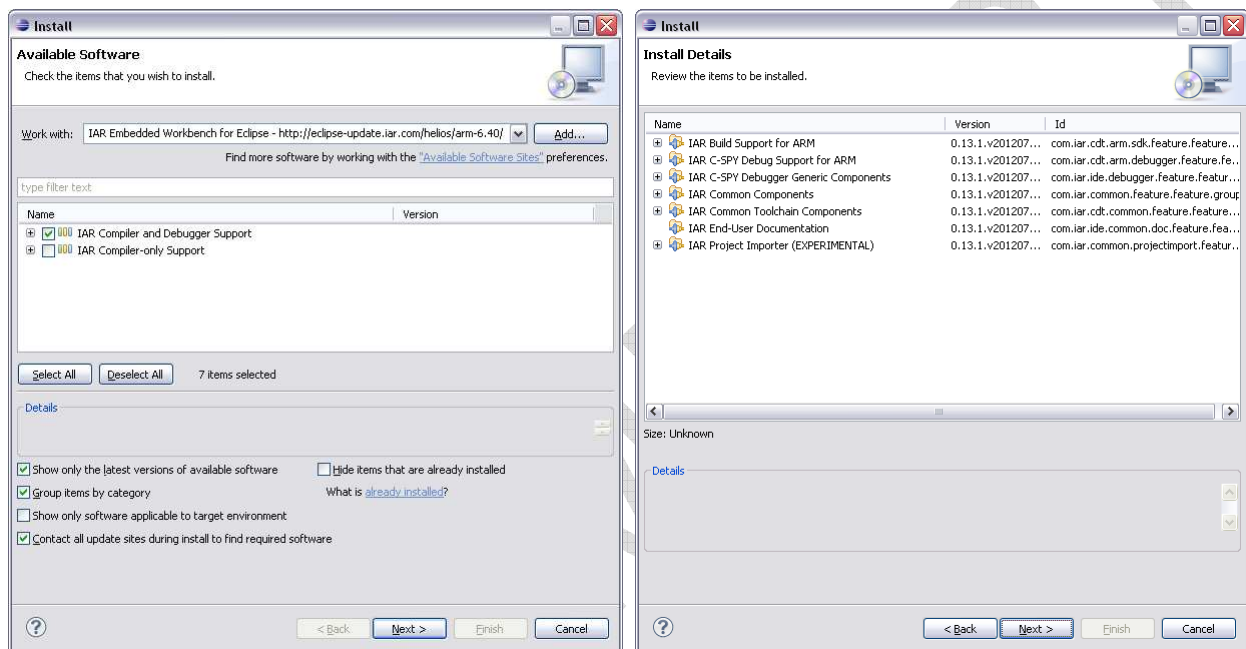 Install
Available Software
Check the items that you wish to install.
Work with: IAR Embedded Workbench for Eclipse - http://eclipse-update.iar.com/helios/arm-6.40/ Add...
Find more software by working with the "Available Software Sites" preferences.
type filter text
Name Version
IAR Compiler and Debugger Support
IAR Compiler-only Support
Select All Deselect All 7 items selected
Details
Show only the latest versions of available software Hide items that are already installed
Group items by category What is already installed?
Show only software applicable to target environment
Contact all update sites during install to find required software
? < Back Next > Finish Cancel
Install
Install Details
Review the items to be installed.
Name Version Id
IAR Build Support for ARM 0.13.1.v201207... com.iar.cdt.arm.sdk.feature.feature...
IAR C-SPY Debug Support for ARM 0.13.1.v201207... com.iar.cdt.arm.debugger.feature.fe...
IAR C-SPY Debugger Generic Components 0.13.1.v201207... com.iar.ide.debugger.feature.featur...
IAR Common Components 0.13.1.v201207... com.iar.common.feature.feature.group
IAR Common Toolchain Components 0.13.1.v201207... com.iar.cdt.common.feature.feature...
IAR End-User Documentation 0.13.1.v201207... com.iar.ide.common.doc.feature.fea...
IAR Project Importer (EXPERIMENTAL) 0.13.1.v201207... com.iar.common.projectimport.featur...
Size: Unknown
Details
? < Back Next > Finish Cancel